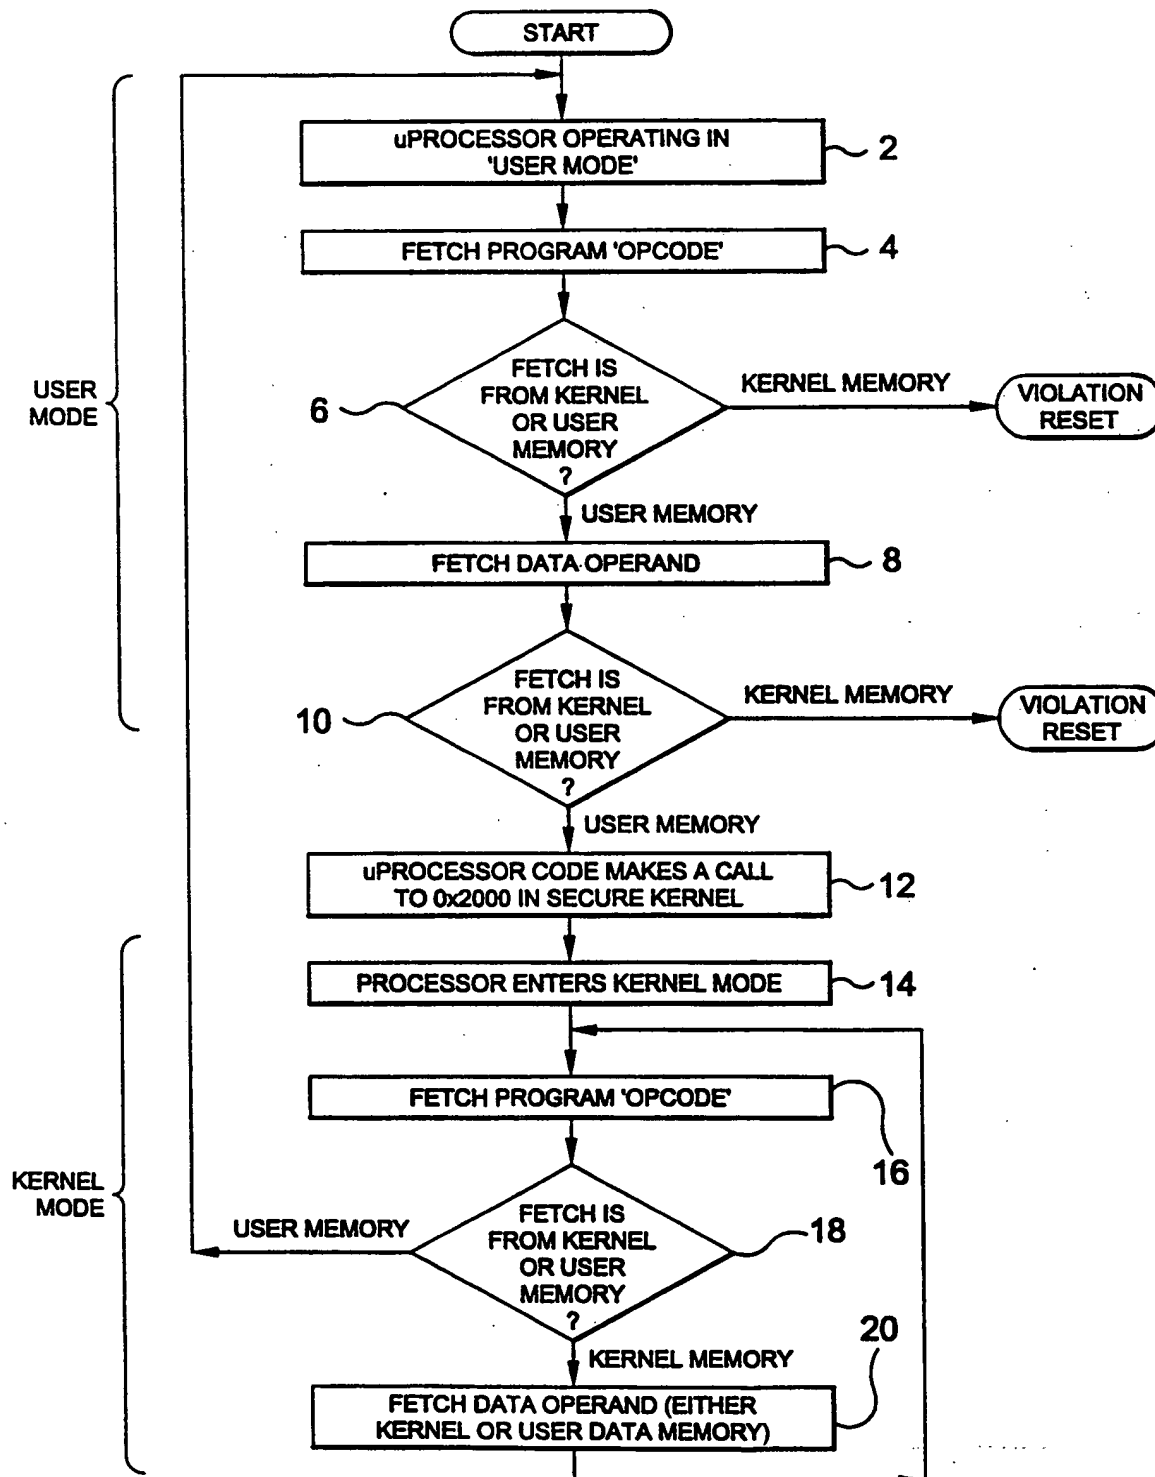 START
uPROCESSOR OPERATING IN
'USER MODE'
2
FETCH PROGRAM 'OPCODE'
4
USER
MODE
FETCH IS
FROM KERNEL
OR USER
MEMORY
?
6
KERNEL MEMORY
VIOLATION
RESET
USER MEMORY
FETCH DATA OPERAND
8
FETCH IS
FROM KERNEL
OR USER
MEMORY
?
10
KERNEL MEMORY
VIOLATION
RESET
USER MEMORY
uPROCESSOR CODE MAKES A CALL
TO 0x2000 IN SECURE KERNEL
12
PROCESSOR ENTERS KERNEL MODE
14
FETCH PROGRAM 'OPCODE'
16
KERNEL
MODE
USER MEMORY
FETCH IS
FROM KERNEL
OR USER
MEMORY
?
18
KERNEL MEMORY
20
FETCH DATA OPERAND (EITHER
KERNEL OR USER DATA MEMORY)